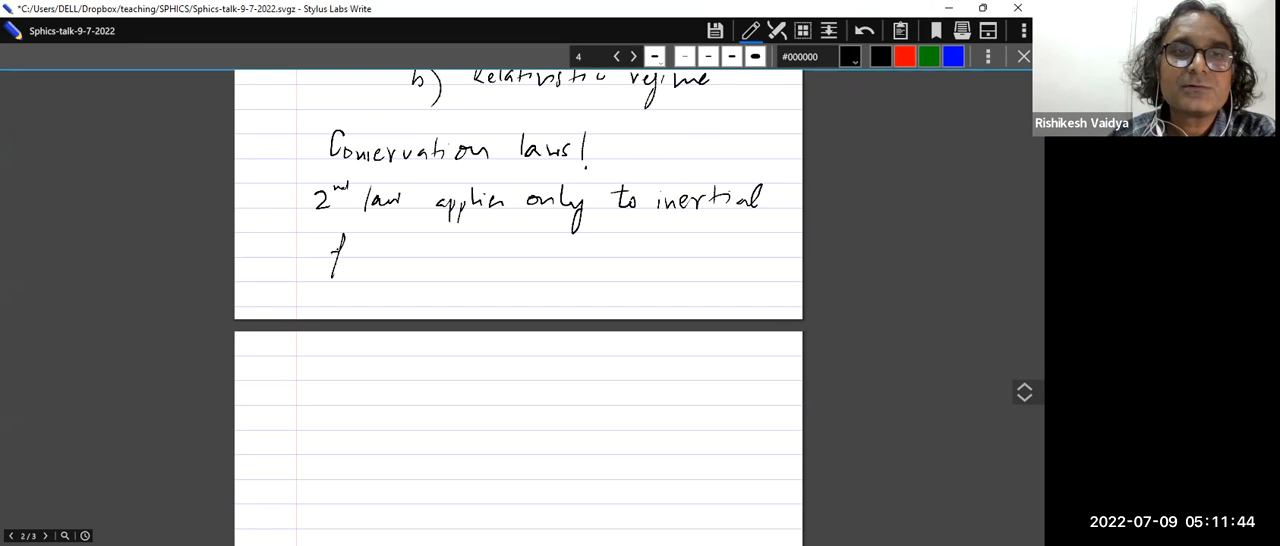 *C:/Users/DELL/Dropbox/teaching/SPHICS/Sphics-talk-9-7-2022.svgz - Stylus Labs Write
Sphics-talk-9-7-2022
4
#000000
b) Relativistic regime
Conservation laws!
2nd law applies only to inertial
f
Rishikesh Vaidya
2/3
2022-07-09 05:11:44